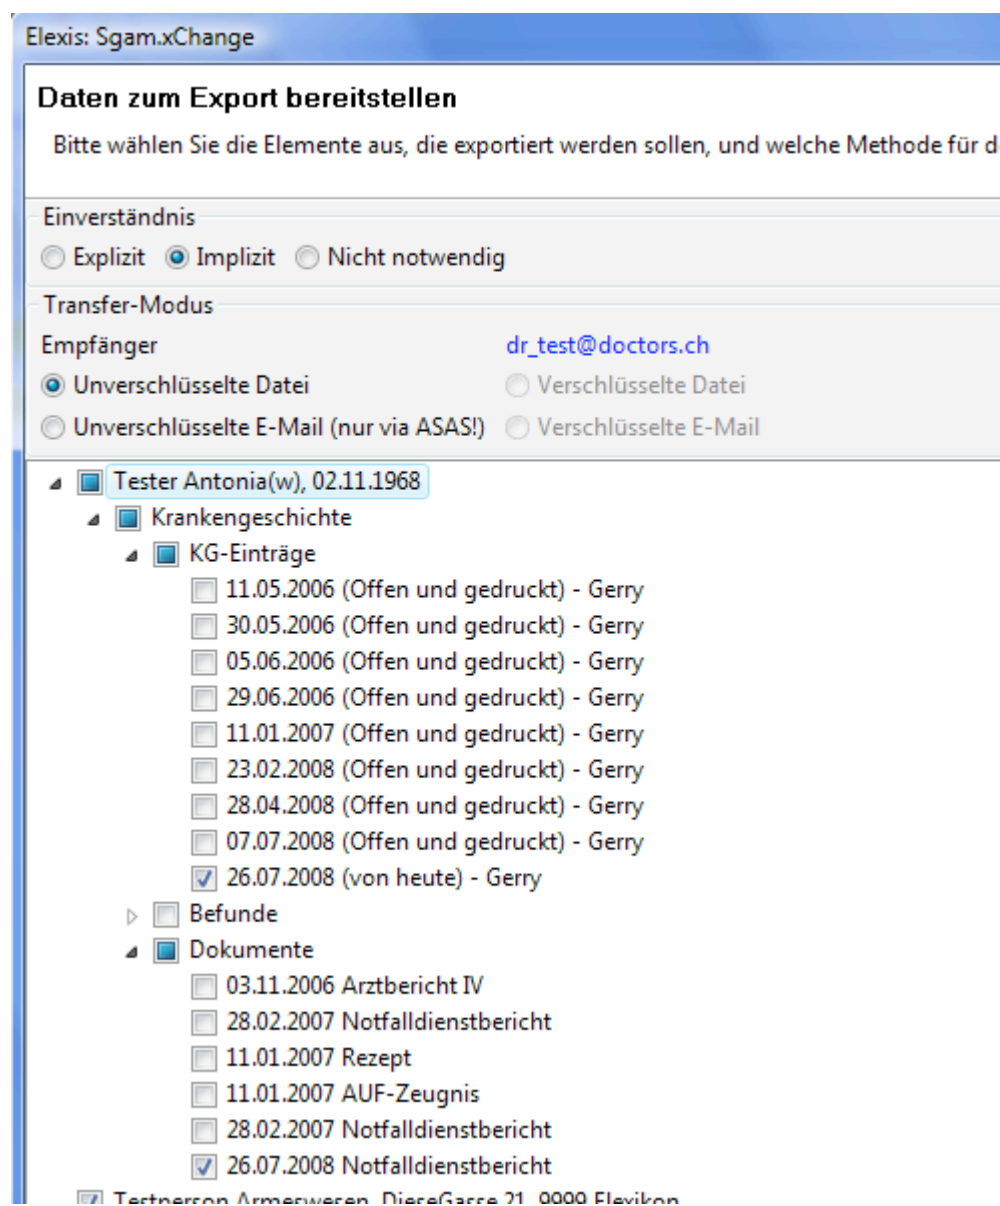 Elexis: Sgam.xChange
Daten zum Export bereitstellen
Bitte wählen Sie die Elemente aus, die exportiert werden sollen, und welche Methode für d
Einverständnis
Explizit Implizit Nicht notwendig
Transfer-Modus
Empfänger dr_test@doctors.ch
Unverschlüsselte Datei Verschlüsselte Datei
Unverschlüsselte E-Mail (nur via ASAS!) Verschlüsselte E-Mail
Tester Antonia(w), 02.11.1968
Krankengeschichte
KG-Einträge
11.05.2006 (Offen und gedruckt) - Gerry
30.05.2006 (Offen und gedruckt) - Gerry
05.06.2006 (Offen und gedruckt) - Gerry
29.06.2006 (Offen und gedruckt) - Gerry
11.01.2007 (Offen und gedruckt) - Gerry
23.02.2008 (Offen und gedruckt) - Gerry
28.04.2008 (Offen und gedruckt) - Gerry
07.07.2008 (Offen und gedruckt) - Gerry
26.07.2008 (von heute) - Gerry
Befunde
Dokumente
03.11.2006 Arztbericht IV
28.02.2007 Notfalldienstbericht
11.01.2007 Rezept
11.01.2007 AUF-Zeugnis
28.02.2007 Notfalldienstbericht
26.07.2008 Notfalldienstbericht
Testperson Armeswesen, DieseGasse 21, 9999 Elexikon